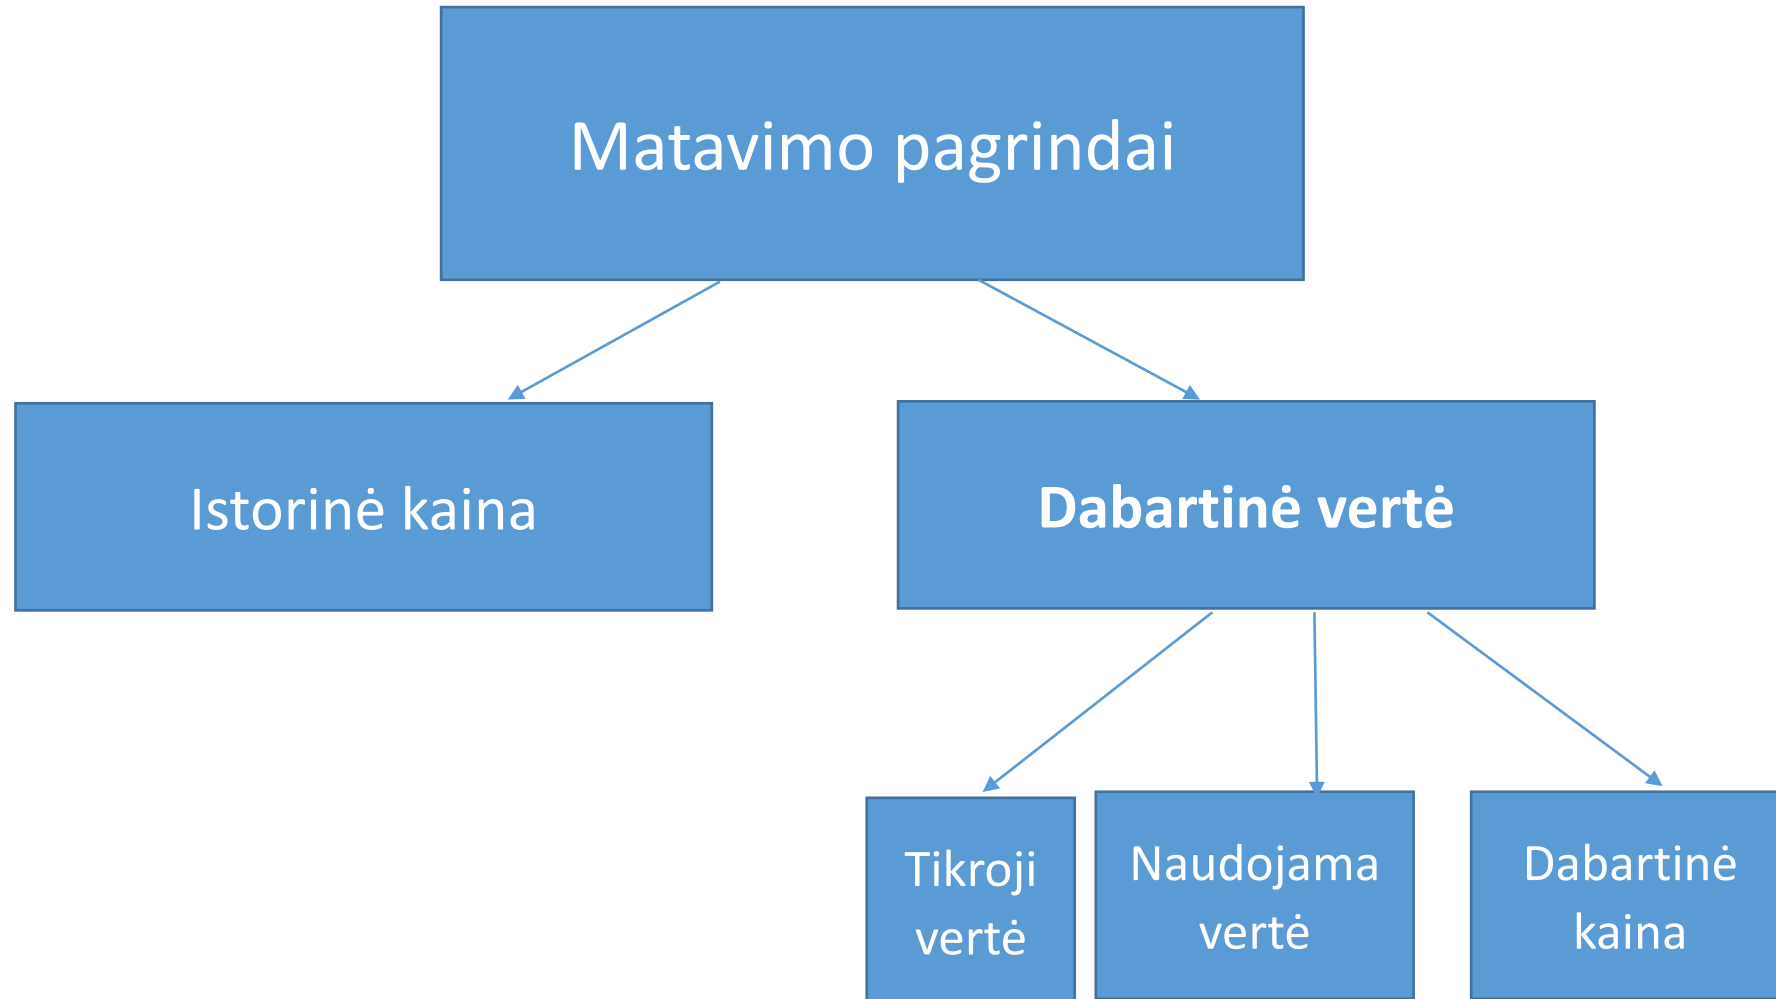 Matavimo pagrindai
Istorinė kaina
Dabartinė vertė
Tikroji
vertė
Naudojama
vertė
Dabartinė
kaina